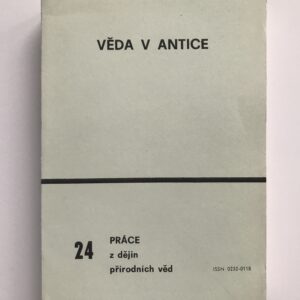 VĚDA V ANTICE
24
PRÁCE
z dějin
přírodních věd
ISSN 0232-0118